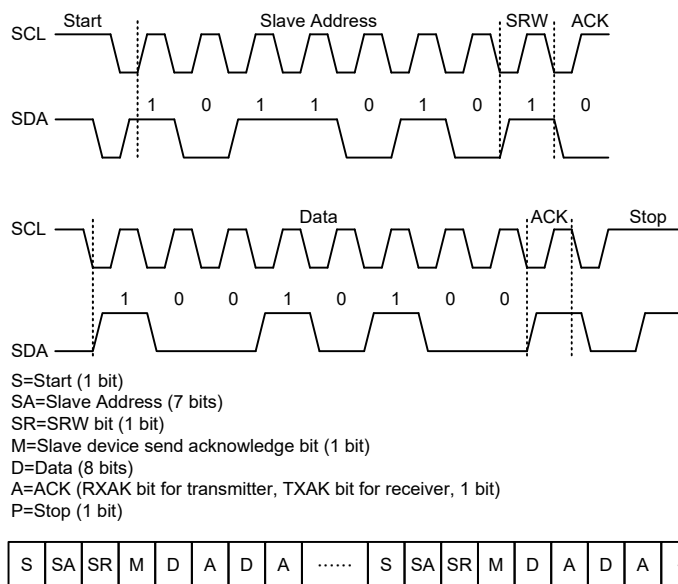 Start Slave Address SRW ACK
SCL
1 0 1 1 0 1 0 1 0
SDA
Data ACK Stop
SCL
1 0 0 1 0 1 0 0
SDA
S=Start (1 bit)
SA=Slave Address (7 bits)
SR=SRW bit (1 bit)
M=Slave device send acknowledge bit (1 bit)
D=Data (8 bits)
A=ACK (RXAK bit for transmitter, TXAK bit for receiver, 1 bit)
P=Stop (1 bit)
S SA SR M D A D A ...... S SA SR M D A D A